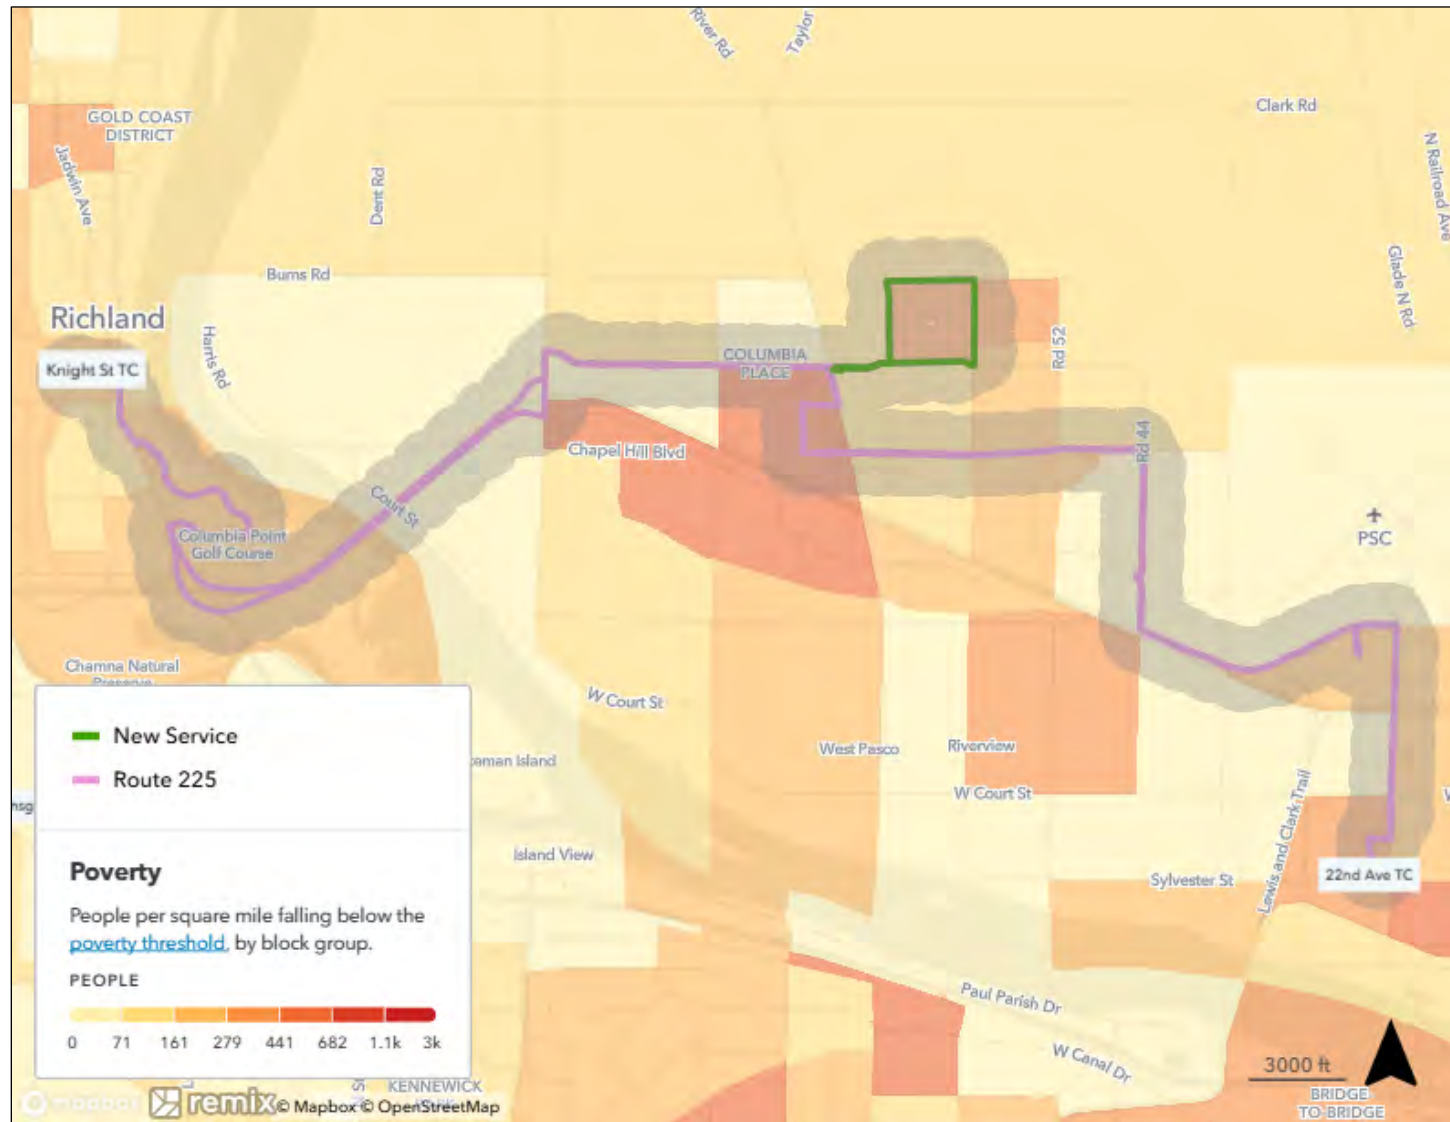 River Rd
Taylor
Clark Rd
GOLD COAST
DISTRICT
N Railroad Ave
Jadwin Ave
Dent Rd
Burns Rd
Glade N Rd
Richland
Harris Rd
Rd 52
COLUMBIA
PLACE
Knight St TC
Rd 44
Chapel Hill Blvd
Court St
Columbia Point
Golf Course
PSC
Chamna Natural
Preserve
W Court St
West Pasco
Riverview
New Service
Route 225
W Court St
Lewis and Clark Trail
Island View
Sylvester St
22nd Ave TC
Poverty
People per square mile falling below the
poverty threshold, by block group.
PEOPLE
0 71 161 279 441 682 1.1k 3k
Paul Parish Dr
W Canal Dr
3000 ft
KENNEWICK
BRIDGE
TO-BRIDGE
mapbox remix © Mapbox © OpenStreetMap